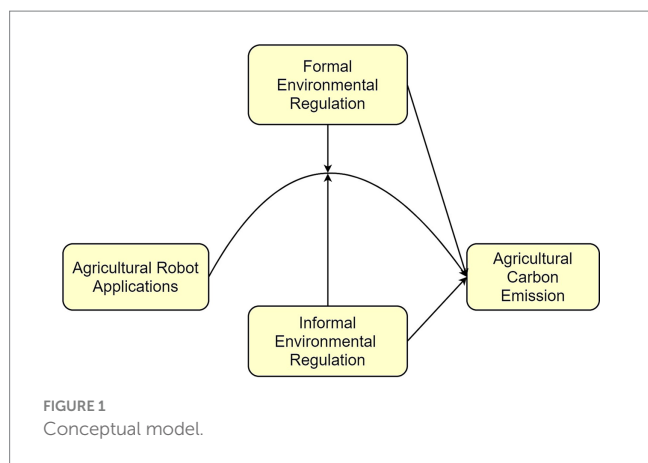 Formal
Environmental
Regulation
Agricultural Robot
Applications
Agricultural
Carbon
Emission
Informal
Environmental
Regulation
FIGURE 1
Conceptual model.